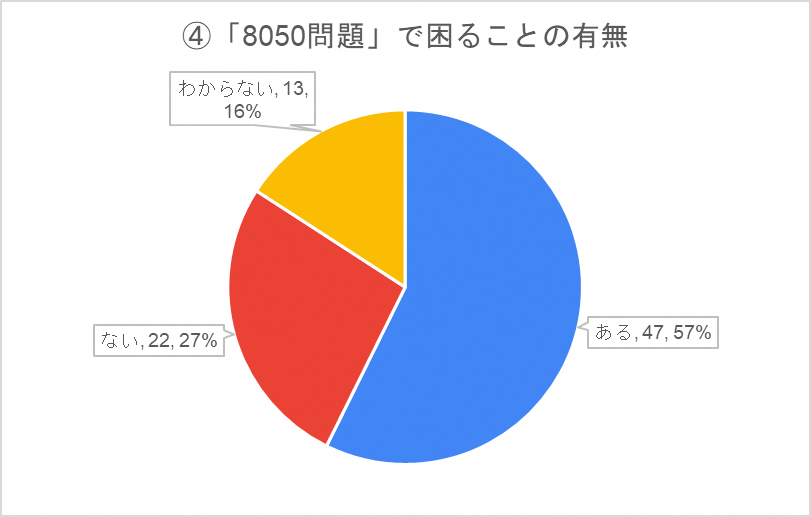 ④「8050問題」で困ることの有無
わからない, 13,
16%
ない, 22, 27%
ある, 47, 57%